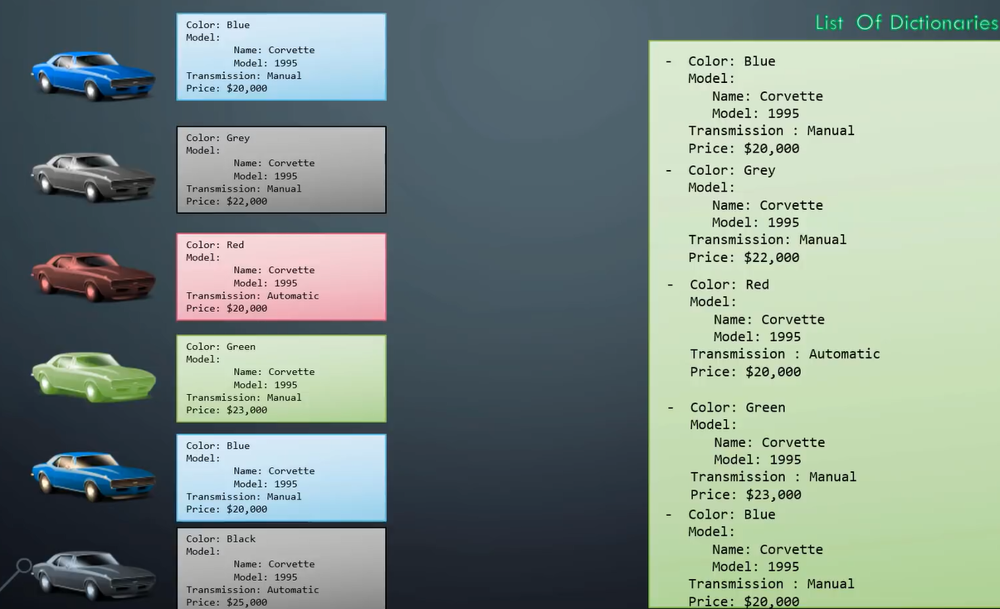 List Of Dictionaries
Color: Blue
Model:
Name: Corvette
Model: 1995
Transmission: Manual
Price: $20,000
Color: Grey
Model:
Name: Corvette
Model: 1995
Transmission: Manual
Price: $22,000
Color: Red
Model:
Name: Corvette
Model: 1995
Transmission: Automatic
Price: $20,000
Color: Green
Model:
Name: Corvette
Model: 1995
Transmission: Manual
Price: $23,000
Color: Blue
Model:
Name: Corvette
Model: 1995
Transmission: Manual
Price: $20,000
Color: Black
Model:
Name: Corvette
Model: 1995
Transmission: Automatic
Price: $25,000
- Color: Blue
Model:
Name: Corvette
Model: 1995
Transmission : Manual
Price: $20,000
- Color: Grey
Model:
Name: Corvette
Model: 1995
Transmission: Manual
Price: $22,000
- Color: Red
Model:
Name: Corvette
Model: 1995
Transmission : Automatic
Price: $20,000
- Color: Green
Model:
Name: Corvette
Model: 1995
Transmission : Manual
Price: $23,000
- Color: Blue
Model:
Name: Corvette
Model: 1995
Transmission : Manual
Price: $20,000